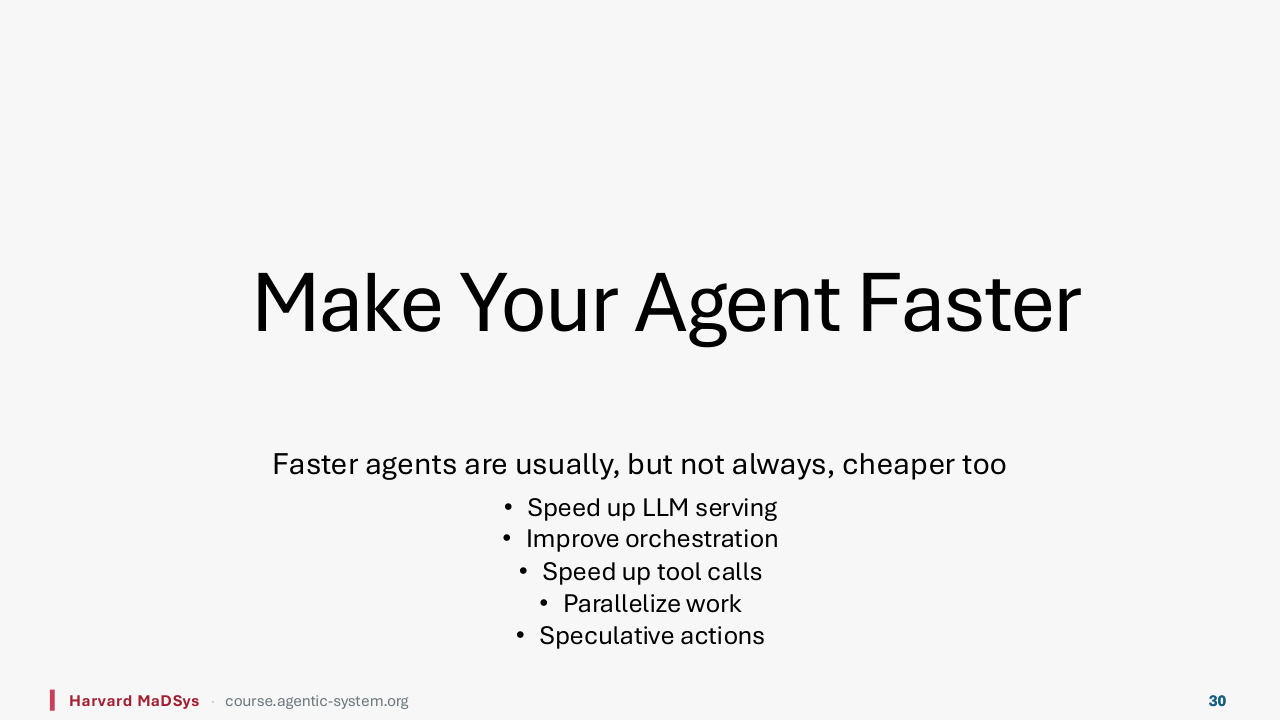 Make Your Agent Faster
Faster agents are usually, but not always, cheaper too
• Speed up LLM serving
• Improve orchestration
• Speed up tool calls
• Parallelize work
• Speculative actions
Harvard MaDSys · course.agentic-system.org
30